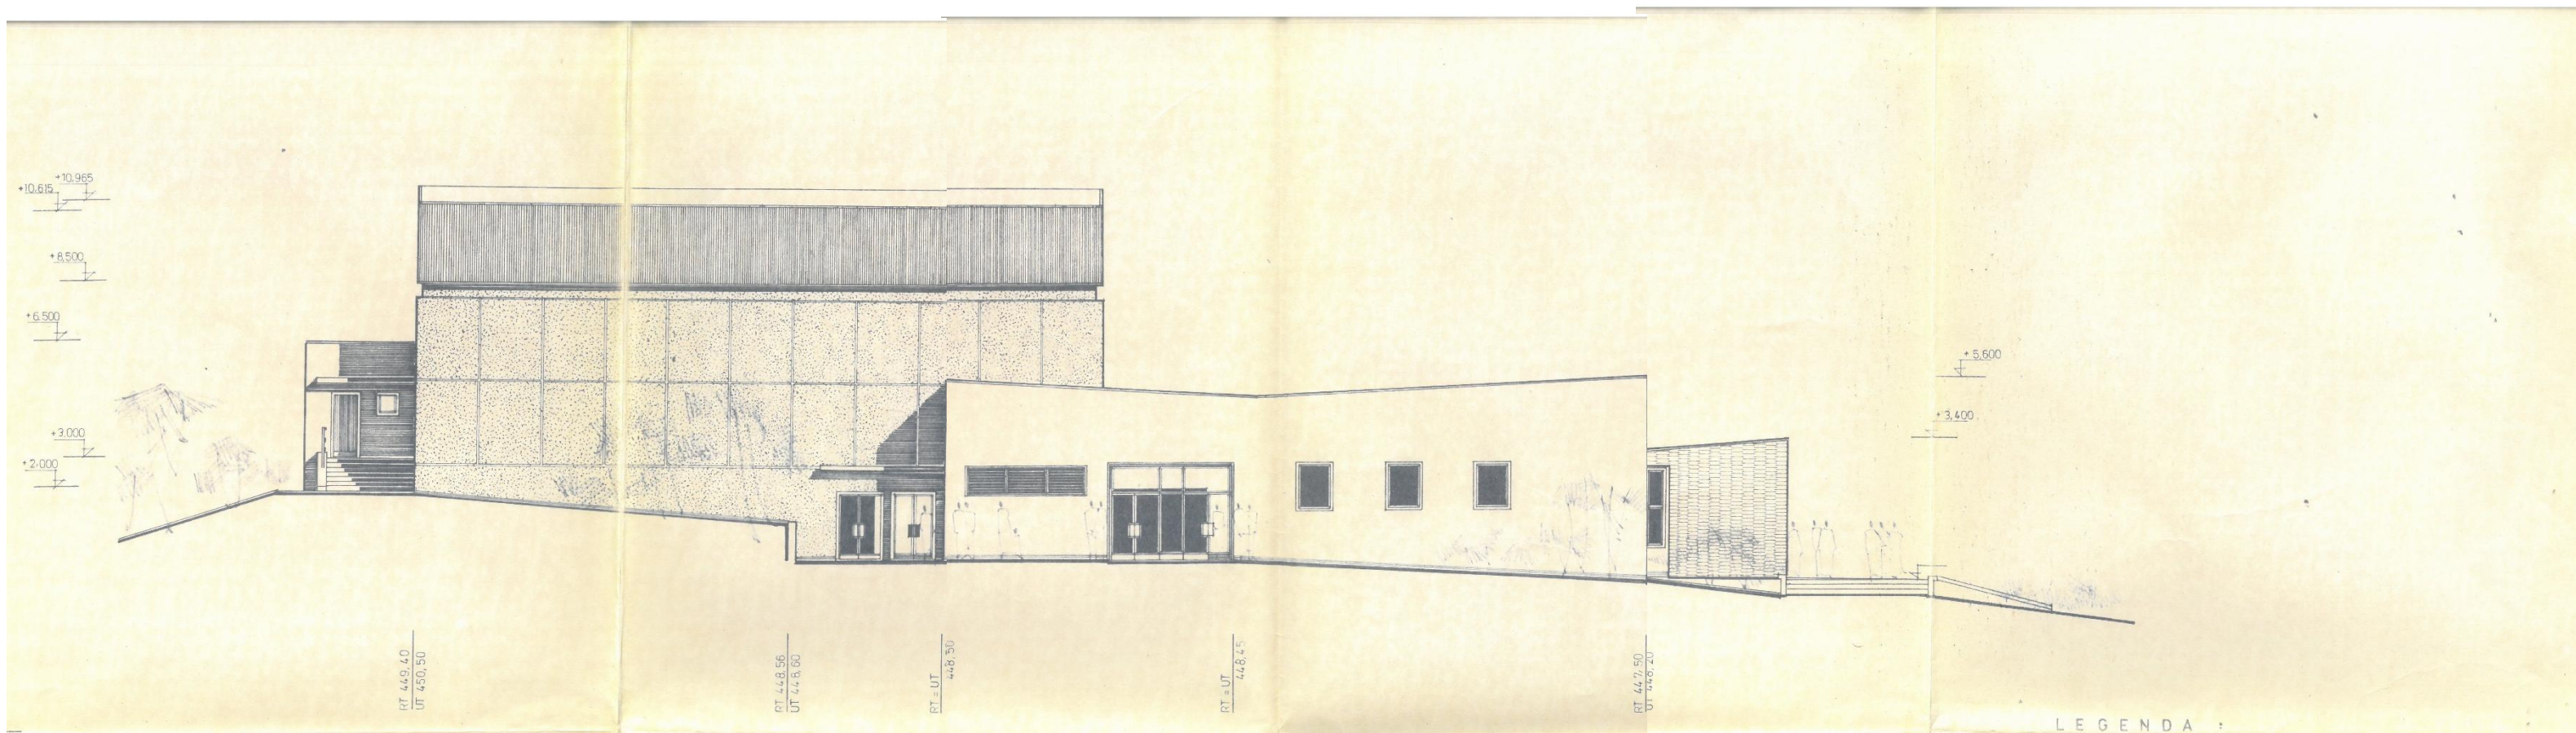 +10,965
+10,615
+8,500
+6,500
+3,000
+2,000
+5,600
+3,400
RT 449,40
UT 450,50
RT 448,56
UT 448,60
RT = UT
448,50
RT = UT
448,45
RT 447,50
UT 448,20
LEGENDA :